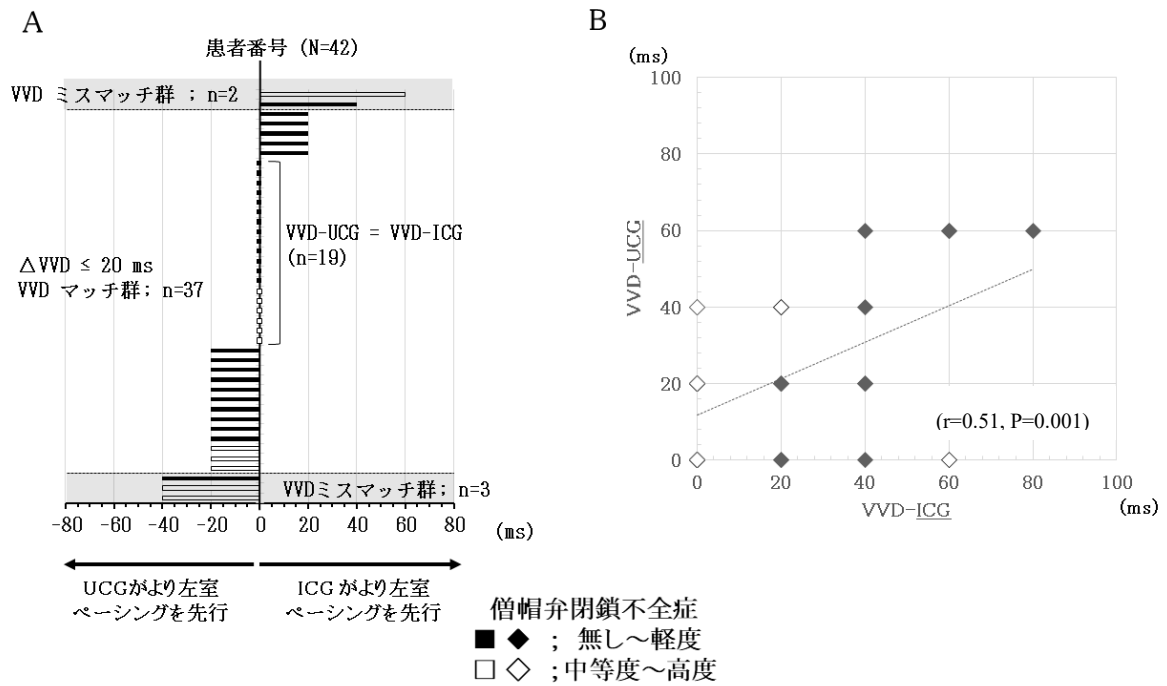 A
患者番号 (N=42)
VVD ミスマッチ群 ; n=2
VVD-UCG = VVD-ICG
(n=19)
△VVD ≤ 20 ms
VVD マッチ群; n=37
VVDミスマッチ群; n=3
-80 -60 -40 -20 0 20 40 60 80
(ms)
UCGがより左室
ペーシングを先行
ICG がより左室
ペーシングを先行
B
(ms)
100
80
60
40
20
0
VVD-UCG
(r=0.51, P=0.001)
0 20 40 60 80 100
VVD-ICG
(ms)
僧帽弁閉鎖不全症
■ ◆ ; 無し～軽度
□ ◇ ;中等度～高度